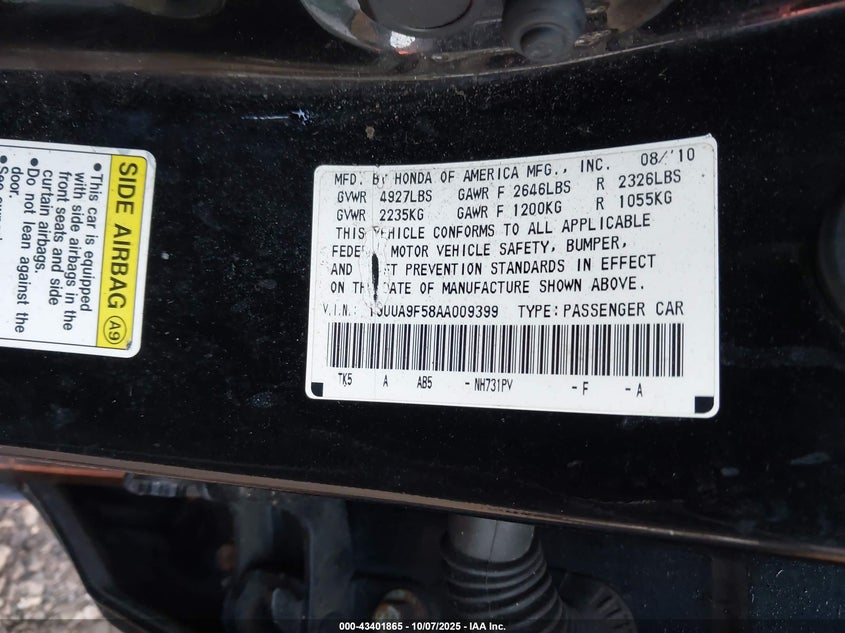 SIDE AIRBAG A9
• This car is equipped
with side airbags in the
front seats and side
curtain airbags.
• Do not lean against the
door.
MFD. BY HONDA OF AMERICA MFG., INC. 08/'10
GVWR 4927LBS GAWR F 2646LBS R 2326LBS
GVWR 2235KG GAWR F 1200KG R 1055KG
THIS VEHICLE CONFORMS TO ALL APPLICABLE
MOTOR VEHICLE SAFETY, BUMPER,
AND PREVENTION STANDARDS IN EFFECT
ON THE DATE OF MANUFACTURE SHOWN ABOVE.
V.I.N.: 19UUA9F58AA009399 TYPE: PASSENGER CAR
TK5 A AB5 - NH731PV - F - A
000-43401865 - 10/07/2025 - IAA Inc.